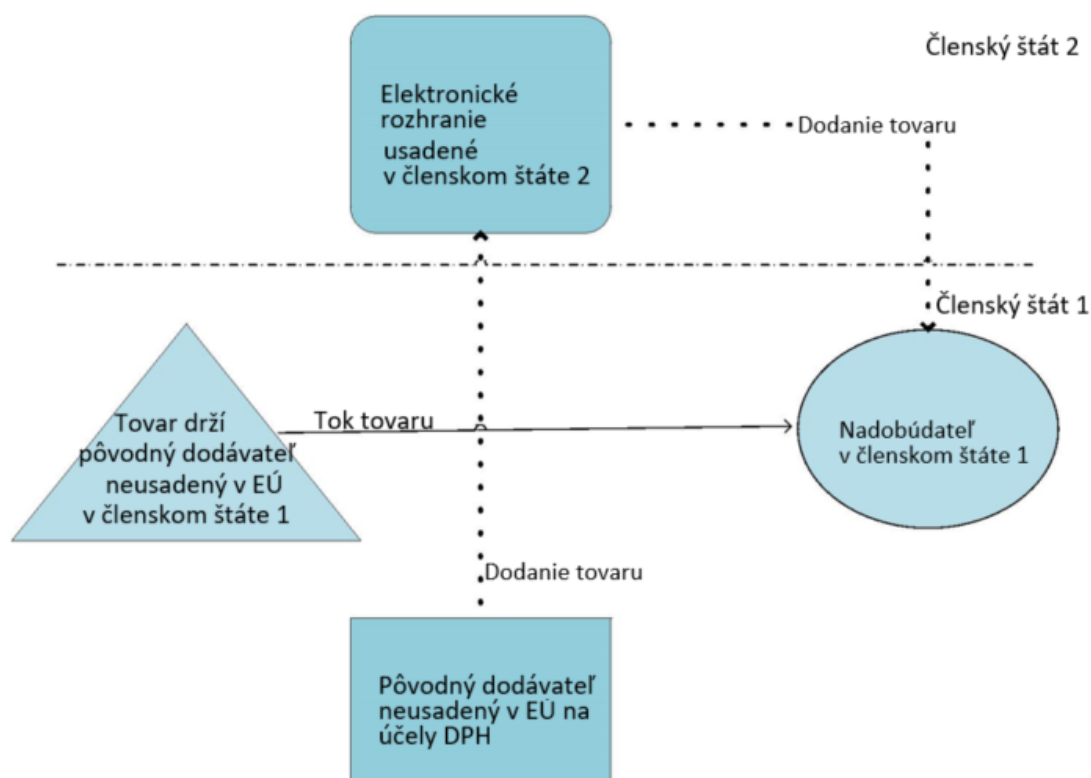 Členský štát 2
Elektronické
rozhranie
usadené
v členskom štáte 2
Dodanie tovaru
Členský štát 1
Tovar drží
pôvodný dodávateľ
neusadený v EÚ
v členskom štáte 1
Tok tovaru
Nadobúdateľ
v členskom štáte 1
Dodanie tovaru
Pôvodný dodávateľ
neusadený v EÚ na
účely DPH